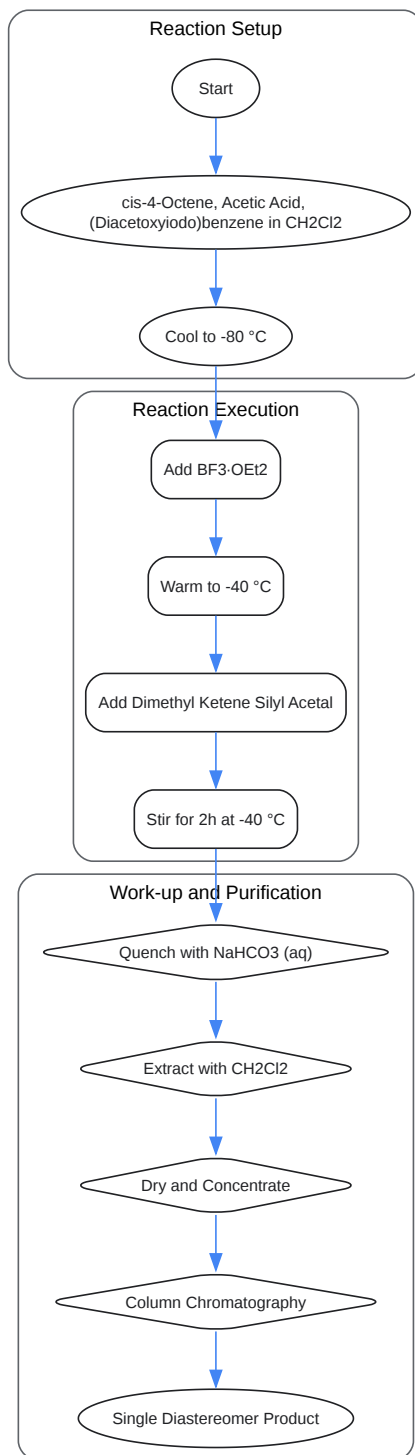 Reaction Setup
Start
cis-4-Octene, Acetic Acid,
(Diacetoxyiodo)benzene in CH2Cl2
Cool to -80 °C
Reaction Execution
Add BF3·OEt2
Warm to -40 °C
Add Dimethyl Ketene Silyl Acetal
Stir for 2h at -40 °C
Work-up and Purification
Quench with NaHCO3 (aq)
Extract with CH2Cl2
Dry and Concentrate
Column Chromatography
Single Diastereomer Product